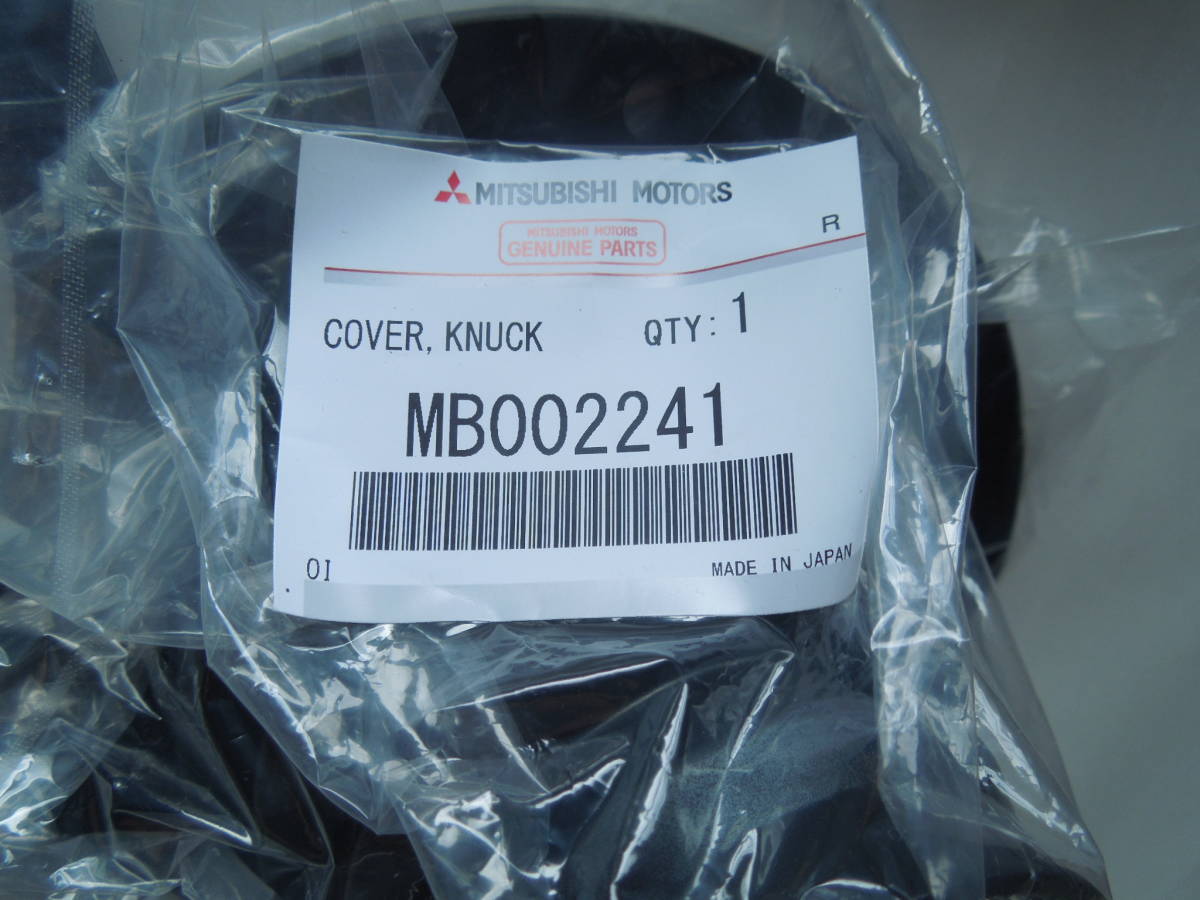 MITSUBISHI MOTORS
MITSUBISHI MOTORS
GENUINE PARTS
R
COVER, KNUCK QTY: 1
MB002241
OI MADE IN JAPAN